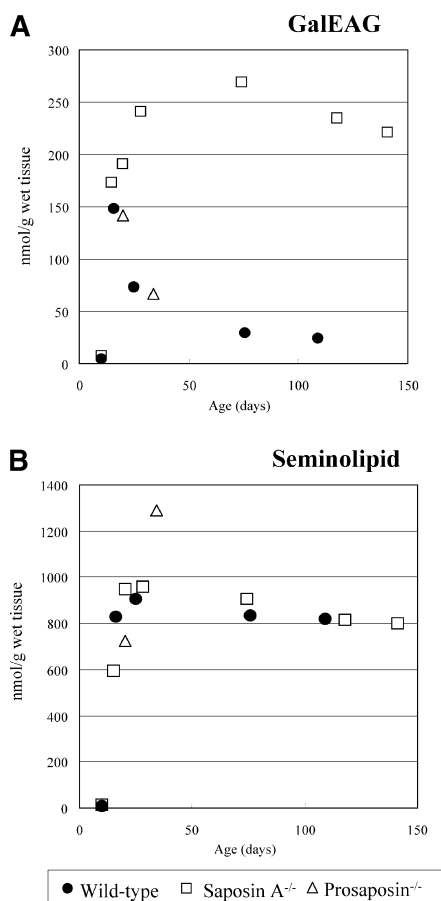 A
GalEAG
300
250
200
150
100
50
0
nmol/g wet tissue
0 50 100 150
Age (days)
B
Seminolipid
1400
1200
1000
800
600
400
200
0
nmol/g wet tissue
0 50 100 150
Age (days)
Wild-type Saposin A-/- Prosaposin-/-